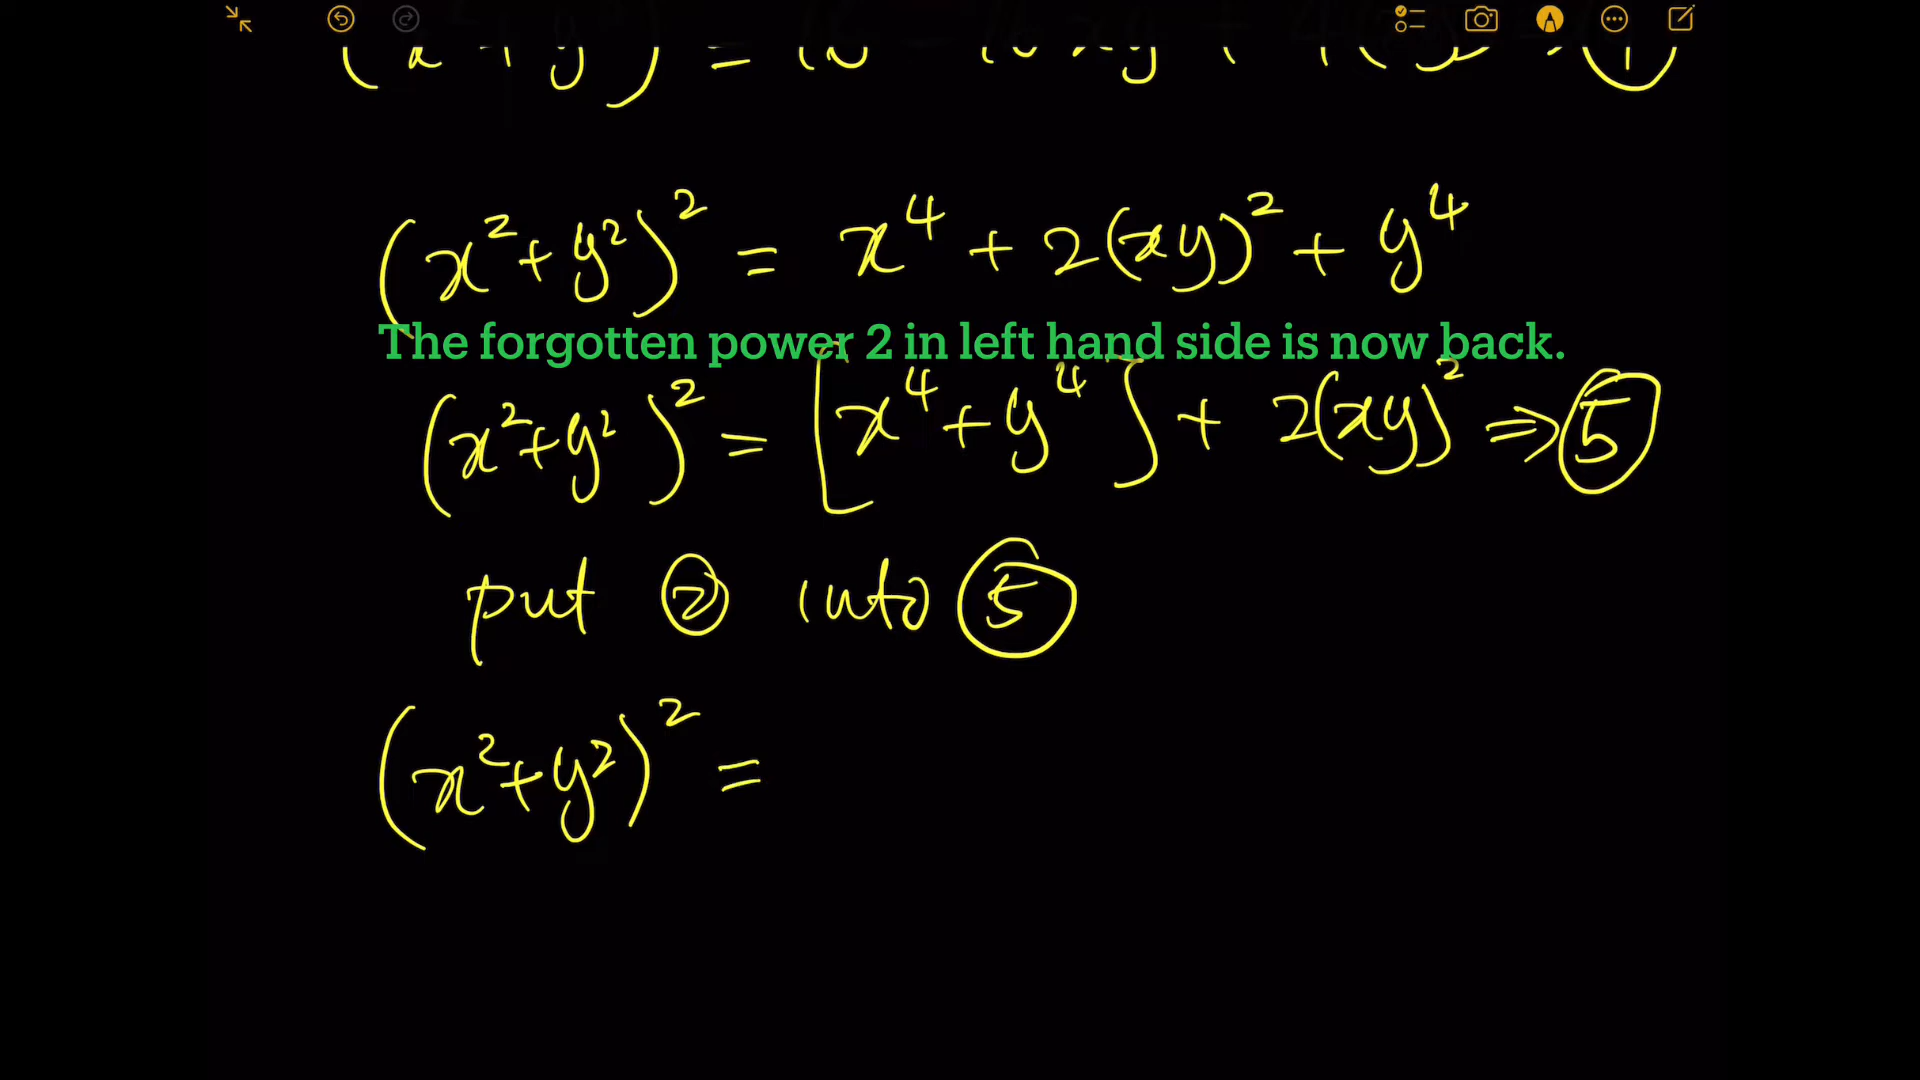 (x²+y²)² = x⁴ + 2(xy)² + y⁴
The forgotten power 2 in left hand side is now back.
(x²+y²)² = [x⁴+y⁴] + 2(xy)² ⇒ ⑤
put ② into ⑤
(x²+y²)² =